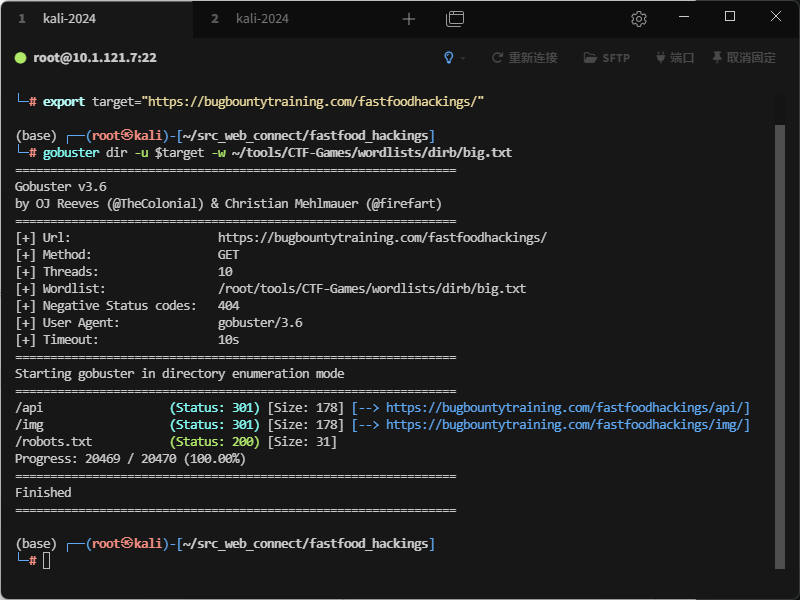 1 kali-2024 2 kali-2024
root@10.1.121.7:22 重新连接 SFTP 端口 取消固定
└─# export target="https://bugbountytraining.com/fastfoodhackings/"
(base) ┌──(root㉿kali)-[~/src_web_connect/fastfood_hackings]
└─# gobuster dir -u $target -w ~/tools/CTF-Games/wordlists/dirb/big.txt
===============================================================
Gobuster v3.6
by OJ Reeves (@TheColonial) & Christian Mehlmauer (@firefart)
===============================================================
[+] Url: https://bugbountytraining.com/fastfoodhackings/
[+] Method: GET
[+] Threads: 10
[+] Wordlist: /root/tools/CTF-Games/wordlists/dirb/big.txt
[+] Negative Status codes: 404
[+] User Agent: gobuster/3.6
[+] Timeout: 10s
===============================================================
Starting gobuster in directory enumeration mode
===============================================================
/api (Status: 301) [Size: 178] [--> https://bugbountytraining.com/fastfoodhackings/api/]
/img (Status: 301) [Size: 178] [--> https://bugbountytraining.com/fastfoodhackings/img/]
/robots.txt (Status: 200) [Size: 31]
Progress: 20469 / 20470 (100.00%)
===============================================================
Finished
===============================================================
(base) ┌──(root㉿kali)-[~/src_web_connect/fastfood_hackings]
└─#